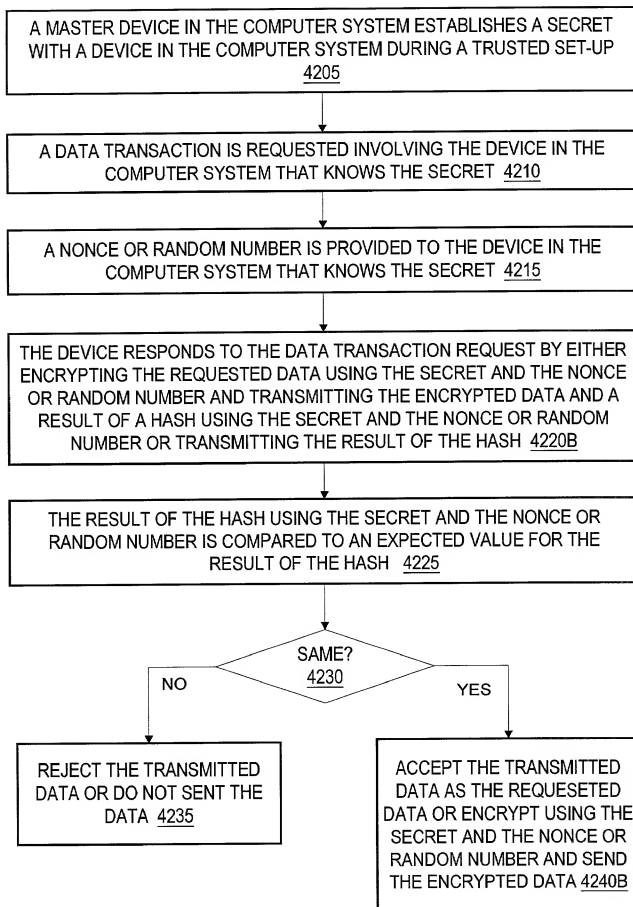 A MASTER DEVICE IN THE COMPUTER SYSTEM ESTABLISHES A SECRET
WITH A DEVICE IN THE COMPUTER SYSTEM DURING A TRUSTED SET-UP
4205
A DATA TRANSACTION IS REQUESTED INVOLVING THE DEVICE IN THE
COMPUTER SYSTEM THAT KNOWS THE SECRET 4210
A NONCE OR RANDOM NUMBER IS PROVIDED TO THE DEVICE IN THE
COMPUTER SYSTEM THAT KNOWS THE SECRET 4215
THE DEVICE RESPONDS TO THE DATA TRANSACTION REQUEST BY EITHER
ENCRYPTING THE REQUESTED DATA USING THE SECRET AND THE NONCE
OR RANDOM NUMBER AND TRANSMITTING THE ENCRYPTED DATA AND A
RESULT OF A HASH USING THE SECRET AND THE NONCE OR RANDOM
NUMBER OR TRANSMITTING THE RESULT OF THE HASH 4220B
THE RESULT OF THE HASH USING THE SECRET AND THE NONCE OR
RANDOM NUMBER IS COMPARED TO AN EXPECTED VALUE FOR THE
RESULT OF THE HASH 4225
SAME?
4230
NO
YES
REJECT THE TRANSMITTED
DATA OR DO NOT SENT THE
DATA 4235
ACCEPT THE TRANSMITTED
DATA AS THE REQUESETED
DATA OR ENCRYPT USING THE
SECRET AND THE NONCE OR
RANDOM NUMBER AND SEND
THE ENCRYPTED DATA 4240B